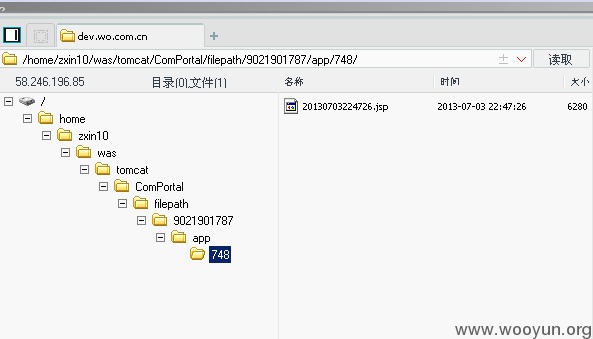 dev.wo.com.cn
/home/zxin10/was/tomcat/ComPortal/filepath/9021901787/app/748/
读取
58.246.196.85
目录(0),文件(1)
名称
时间
大小
/
home
zxin10
was
tomcat
ComPortal
filepath
9021901787
app
748
20130703224726.jsp
2013-07-03 22:47:26
6280
www.wooyun.org